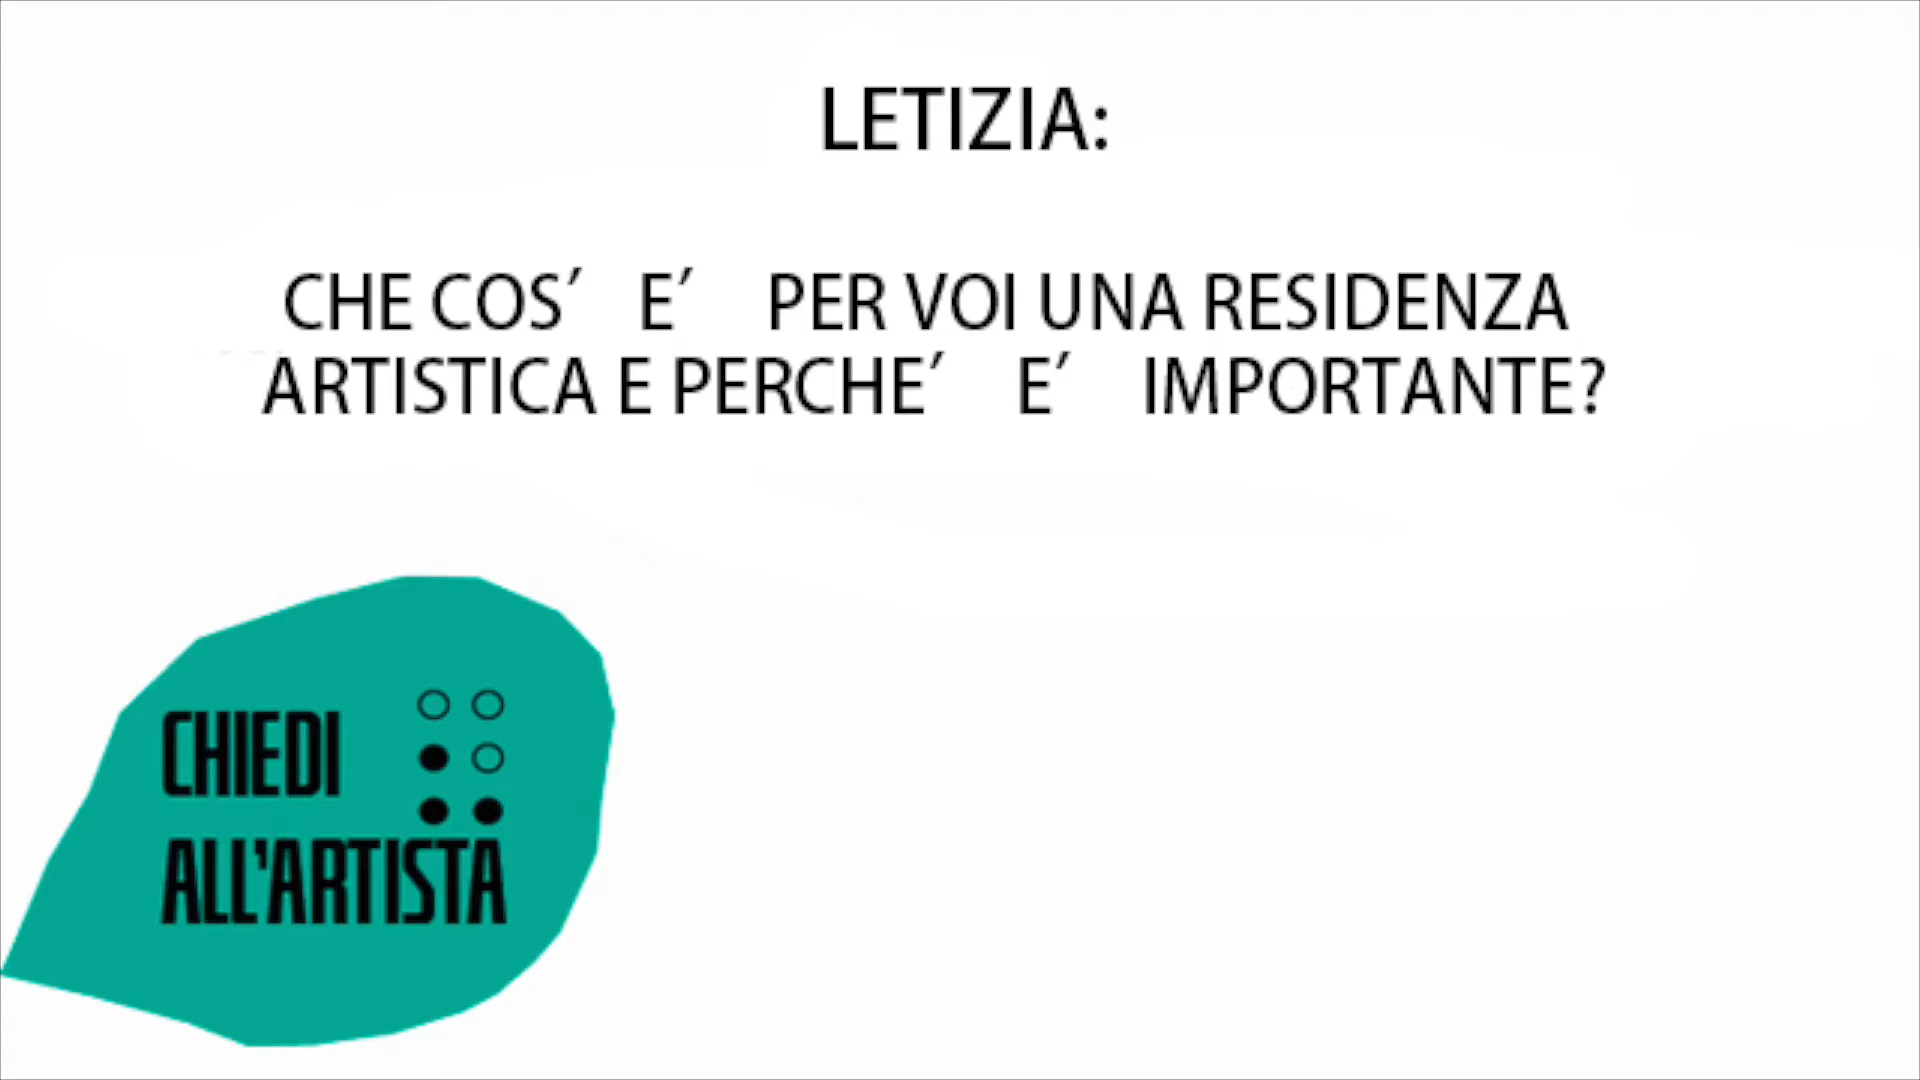 LETIZIA:
CHE COS' E' PER VOI UNA RESIDENZA
ARTISTICA E PERCHE' E' IMPORTANTE?
CHIEDI
ALL'ARTISTA